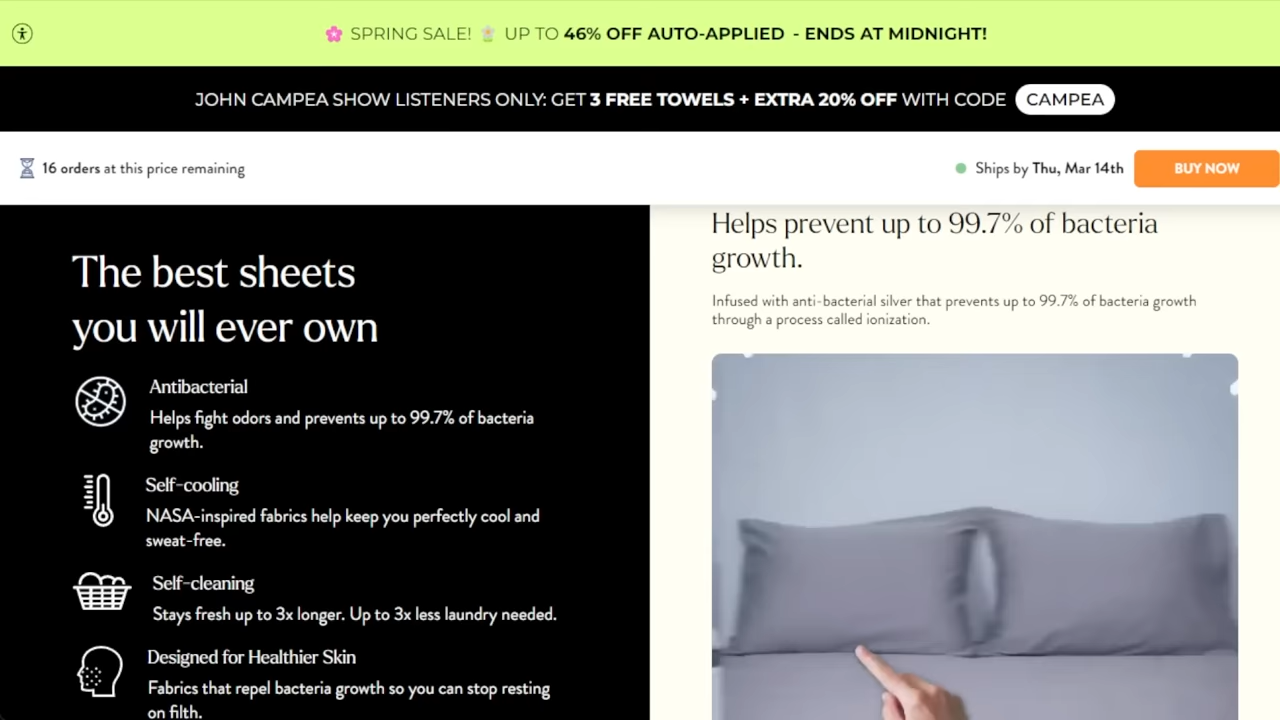 🌸 SPRING SALE! UP TO 46% OFF AUTO-APPLIED - ENDS AT MIDNIGHT!
JOHN CAMPEA SHOW LISTENERS ONLY: GET 3 FREE TOWELS + EXTRA 20% OFF WITH CODE CAMPEA
16 orders at this price remaining
Ships by Thu, Mar 14th
BUY NOW
The best sheets
you will ever own
Antibacterial
Helps fight odors and prevents up to 99.7% of bacteria
growth.
Self-cooling
NASA-inspired fabrics help keep you perfectly cool and
sweat-free.
Self-cleaning
Stays fresh up to 3x longer. Up to 3x less laundry needed.
Designed for Healthier Skin
Fabrics that repel bacteria growth so you can stop resting
on filth.
Helps prevent up to 99.7% of bacteria
growth.
Infused with anti-bacterial silver that prevents up to 99.7% of bacteria growth
through a process called ionization.